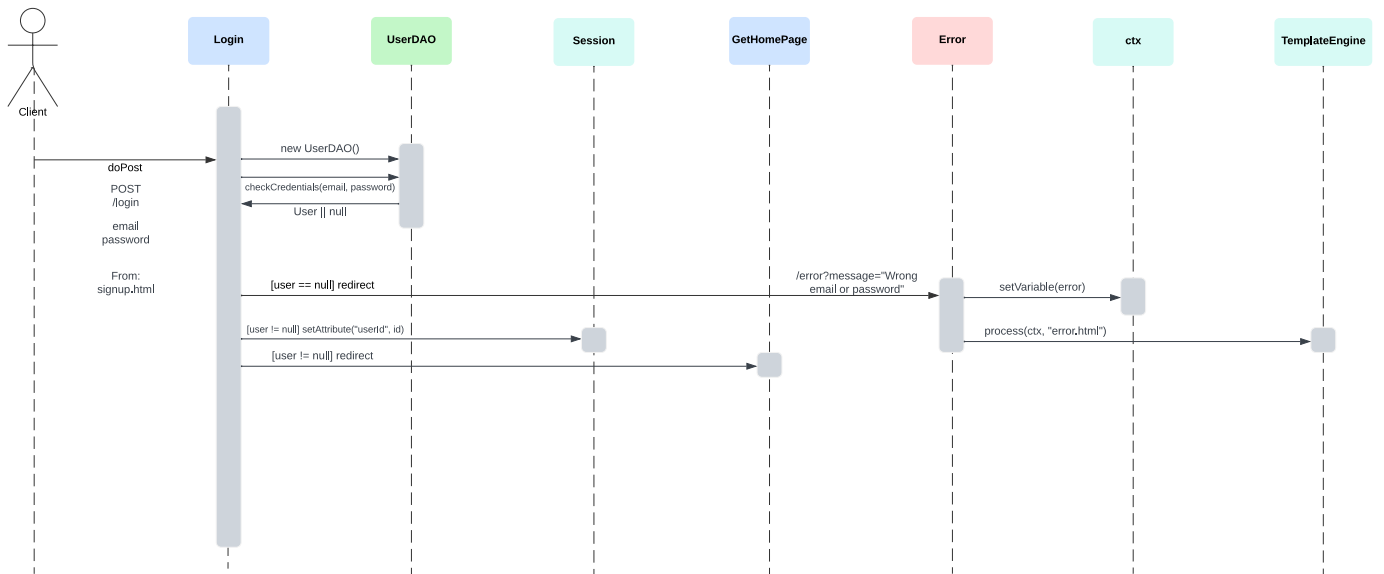 Login
UserDAO
Session
GetHomePage
Error
ctx
TemplateEngine
Client
new UserDAO()
doPost
checkCredentials(email, password)
POST
/login
User || null
email
password
From:
signup.html
[user == null] redirect
/error?message="Wrong
email or password"
setVariable(error)
[user != null] setAttribute("userId", id)
process(ctx, "error.html")
[user != null] redirect